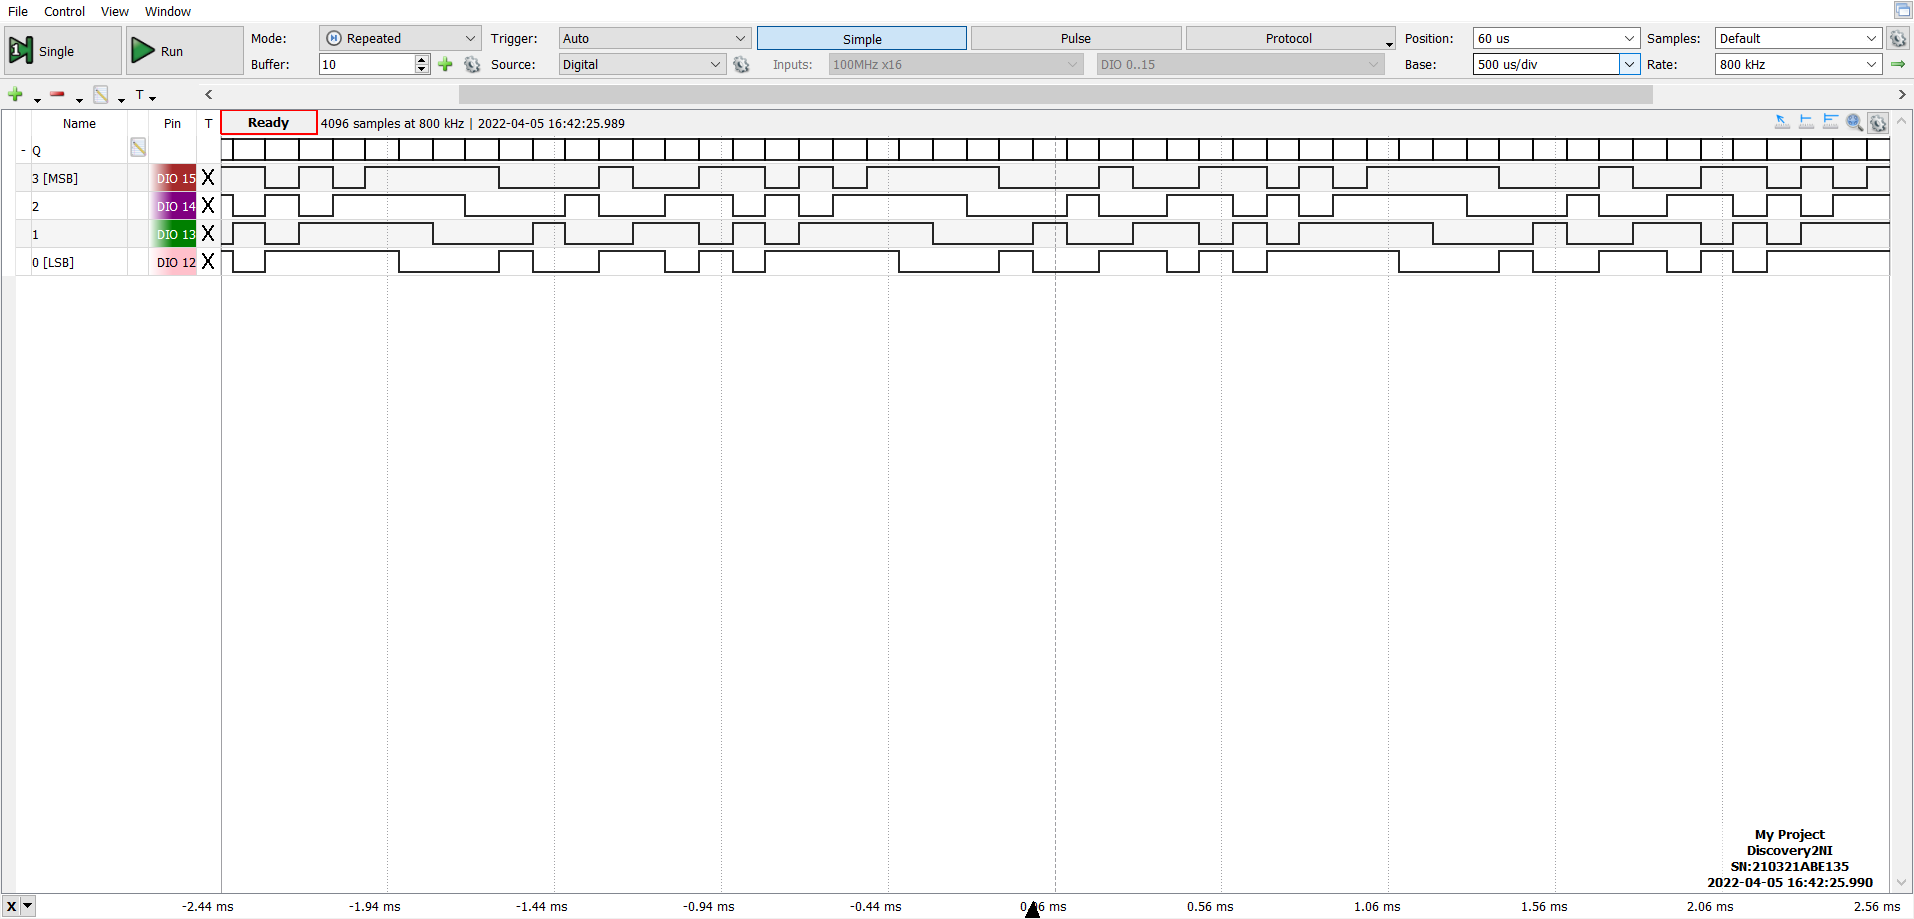 File Control View Window
Single Run Mode: Repeated Trigger: Auto Simple Pulse Protocol Position: 60 us Samples: Default
Buffer: 10 Source: Digital Inputs: 100MHz x16 DIO 0..15 Base: 500 us/div Rate: 800 kHz
T
Name Pin T Ready 4096 samples at 800 kHz | 2022-04-05 16:42:25.989
- Q
3 [MSB] DIO 15 X
2 DIO 14 X
1 DIO 13 X
0 [LSB] DIO 12 X
My Project
Discovery2NI
SN:210321ABE135
2022-04-05 16:42:25.990
X -2.44 ms -1.94 ms -1.44 ms -0.94 ms -0.44 ms 0.06 ms 0.56 ms 1.06 ms 1.56 ms 2.06 ms 2.56 ms